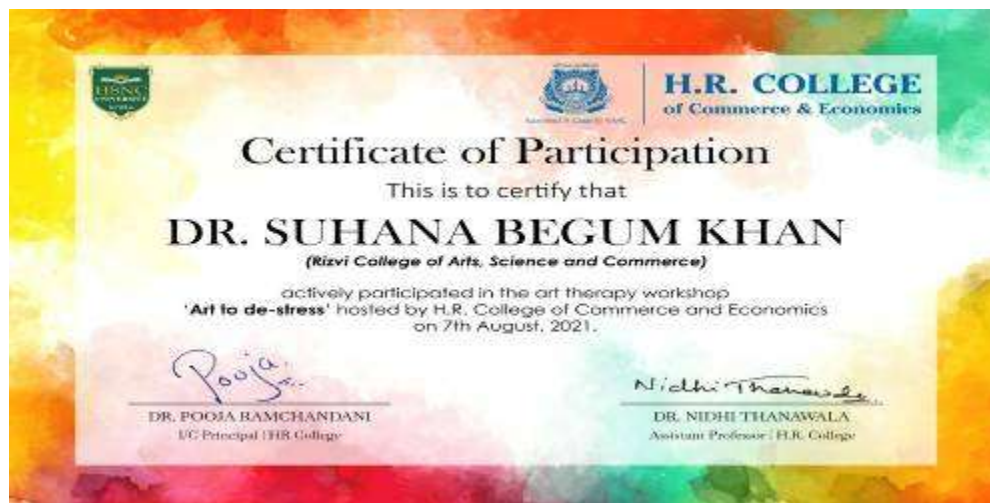 HSNC
UNIVERSITY
H.R. COLLEGE
of Commerce & Economics
Certificate of Participation
This is to certify that
DR. SUHANA BEGUM KHAN
(Rizvi College of Arts, Science and Commerce)
actively participated in the art therapy workshop
'Art to de-stress' hosted by H.R. College of Commerce and Economics
on 7th August, 2021.
Pooja
Nidhi Thanawala
DR. POOJA RAMCHANDANI
DR. NIDHI THANAWALA
I/C Principal | HR College
Assistant Professor | H.R. College